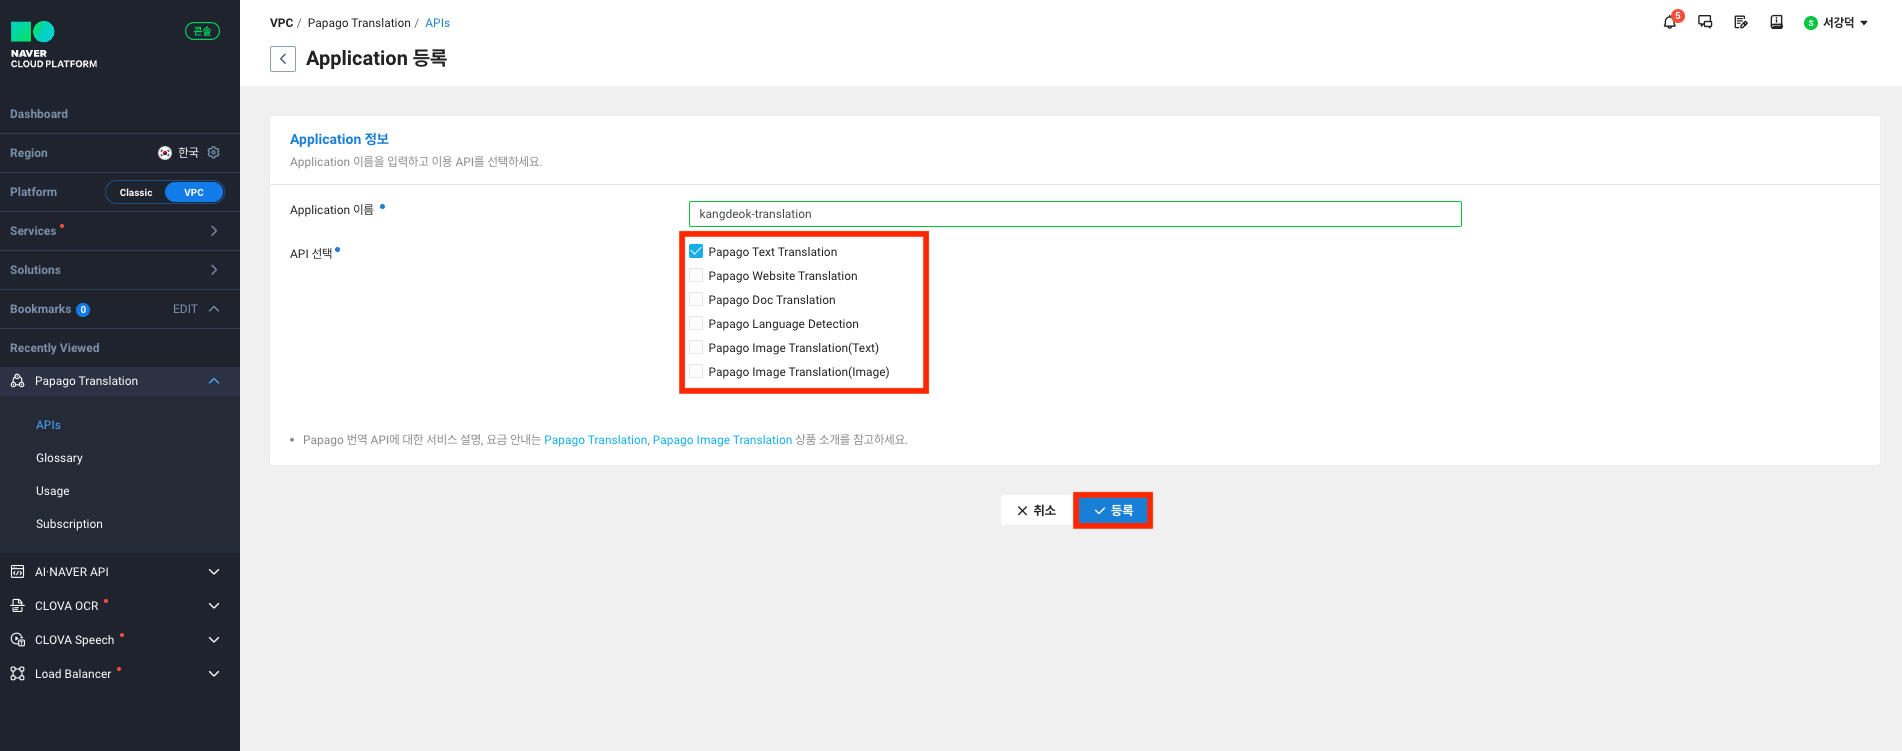 NAVER
CLOUD PLATFORM
콘솔
Dashboard
Region 한국
Platform Classic VPC
Services
Solutions
Bookmarks 0 EDIT
Recently Viewed
Papago Translation
APIs
Glossary
Usage
Subscription
AI·NAVER API
CLOVA OCR
CLOVA Speech
Load Balancer
VPC / Papago Translation / APIs
5 S 서강덕
Application 등록
Application 정보
Application 이름을 입력하고 이용 API를 선택하세요.
Application 이름 kangdeok-translation
API 선택
Papago Text Translation
Papago Website Translation
Papago Doc Translation
Papago Language Detection
Papago Image Translation(Text)
Papago Image Translation(Image)
• Papago 번역 API에 대한 서비스 설명, 요금 안내는 Papago Translation, Papago Image Translation 상품 소개를 참고하세요.
취소 등록